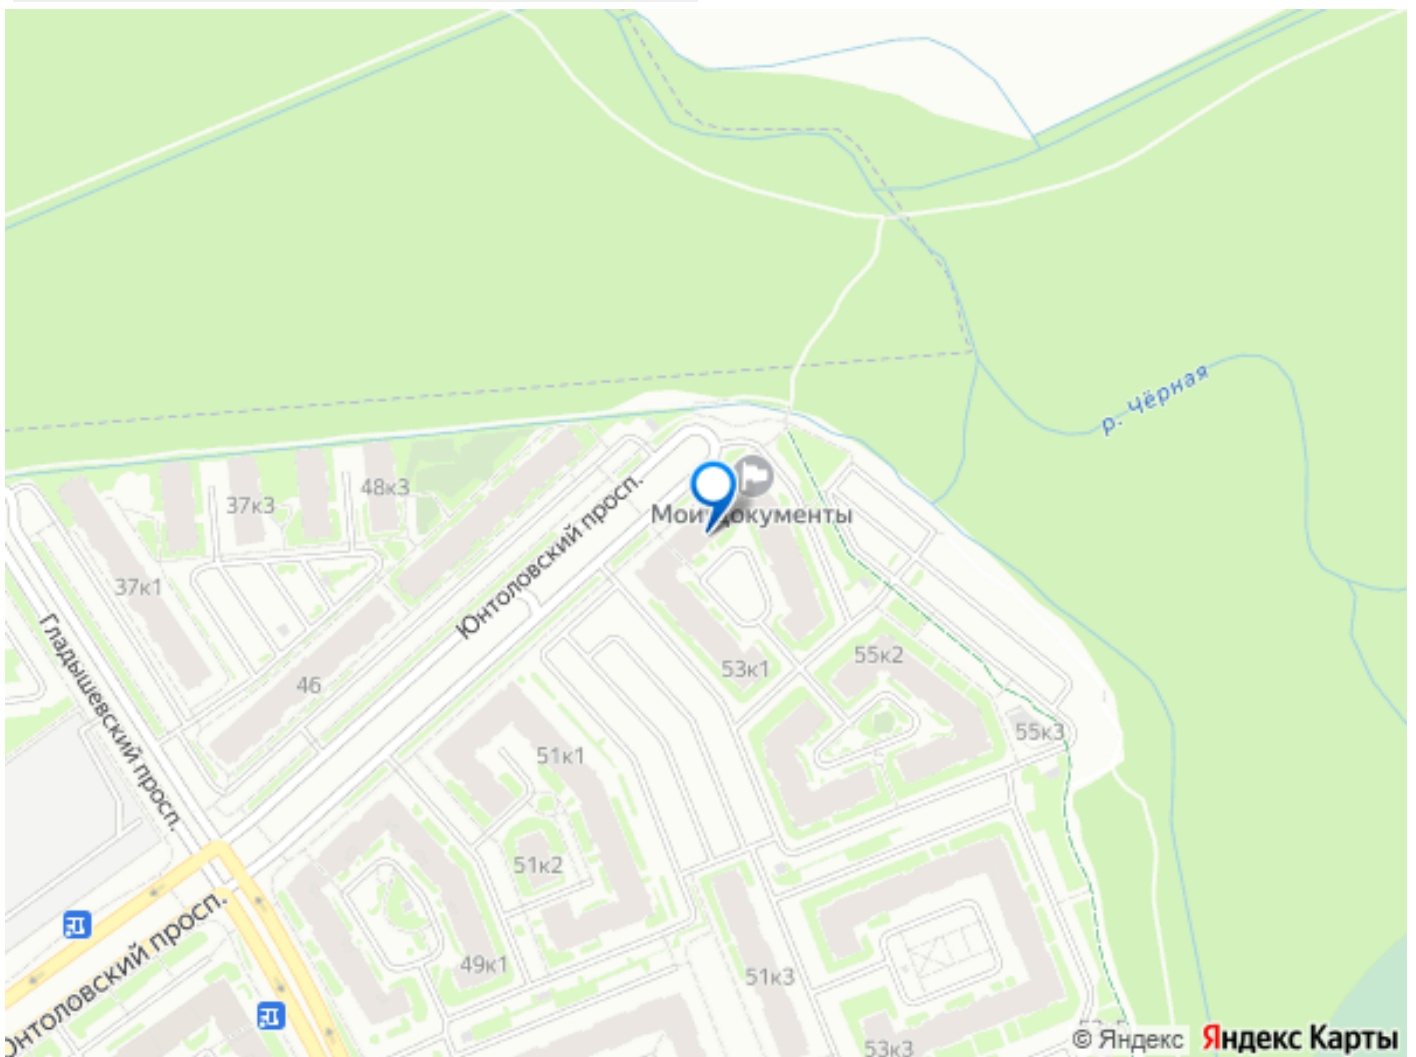 р. Чёрная
48к3
37к3
Мои документы
37к1
Юнтоловский просп.
Гладышевский просп.
55к2
53к1
46
55к3
51к1
51к2
49к1
51к3
Юнтоловский просп.
53к3
© Яндекс Яндекс Карты